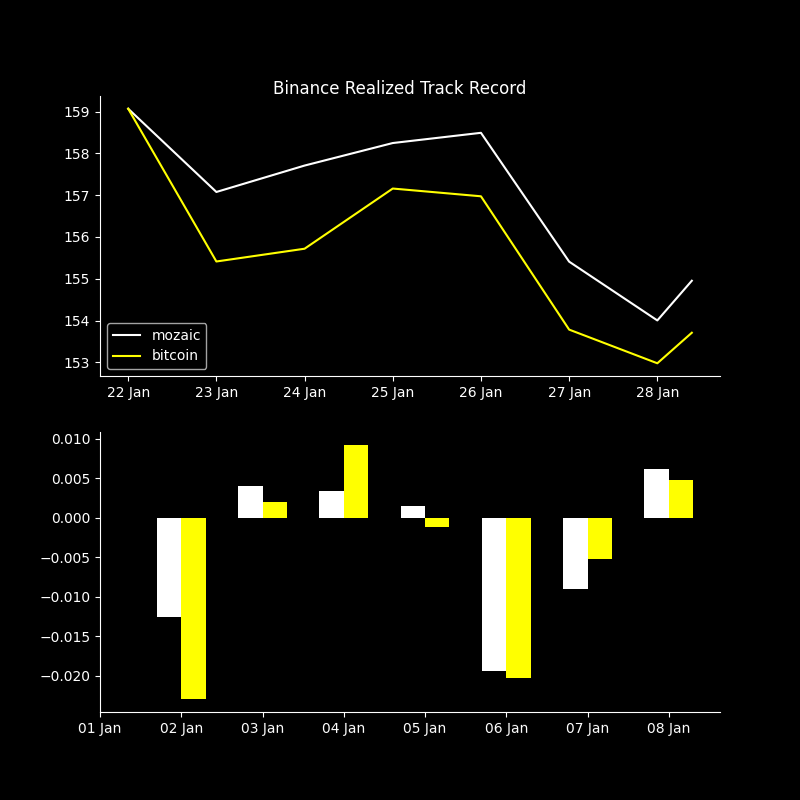 Binance Realized Track Record
159
158
157
156
155
154
153
mozaic
bitcoin
22 Jan 23 Jan 24 Jan 25 Jan 26 Jan 27 Jan 28 Jan
0.010
0.005
0.000
−0.005
−0.010
−0.015
−0.020
01 Jan 02 Jan 03 Jan 04 Jan 05 Jan 06 Jan 07 Jan 08 Jan